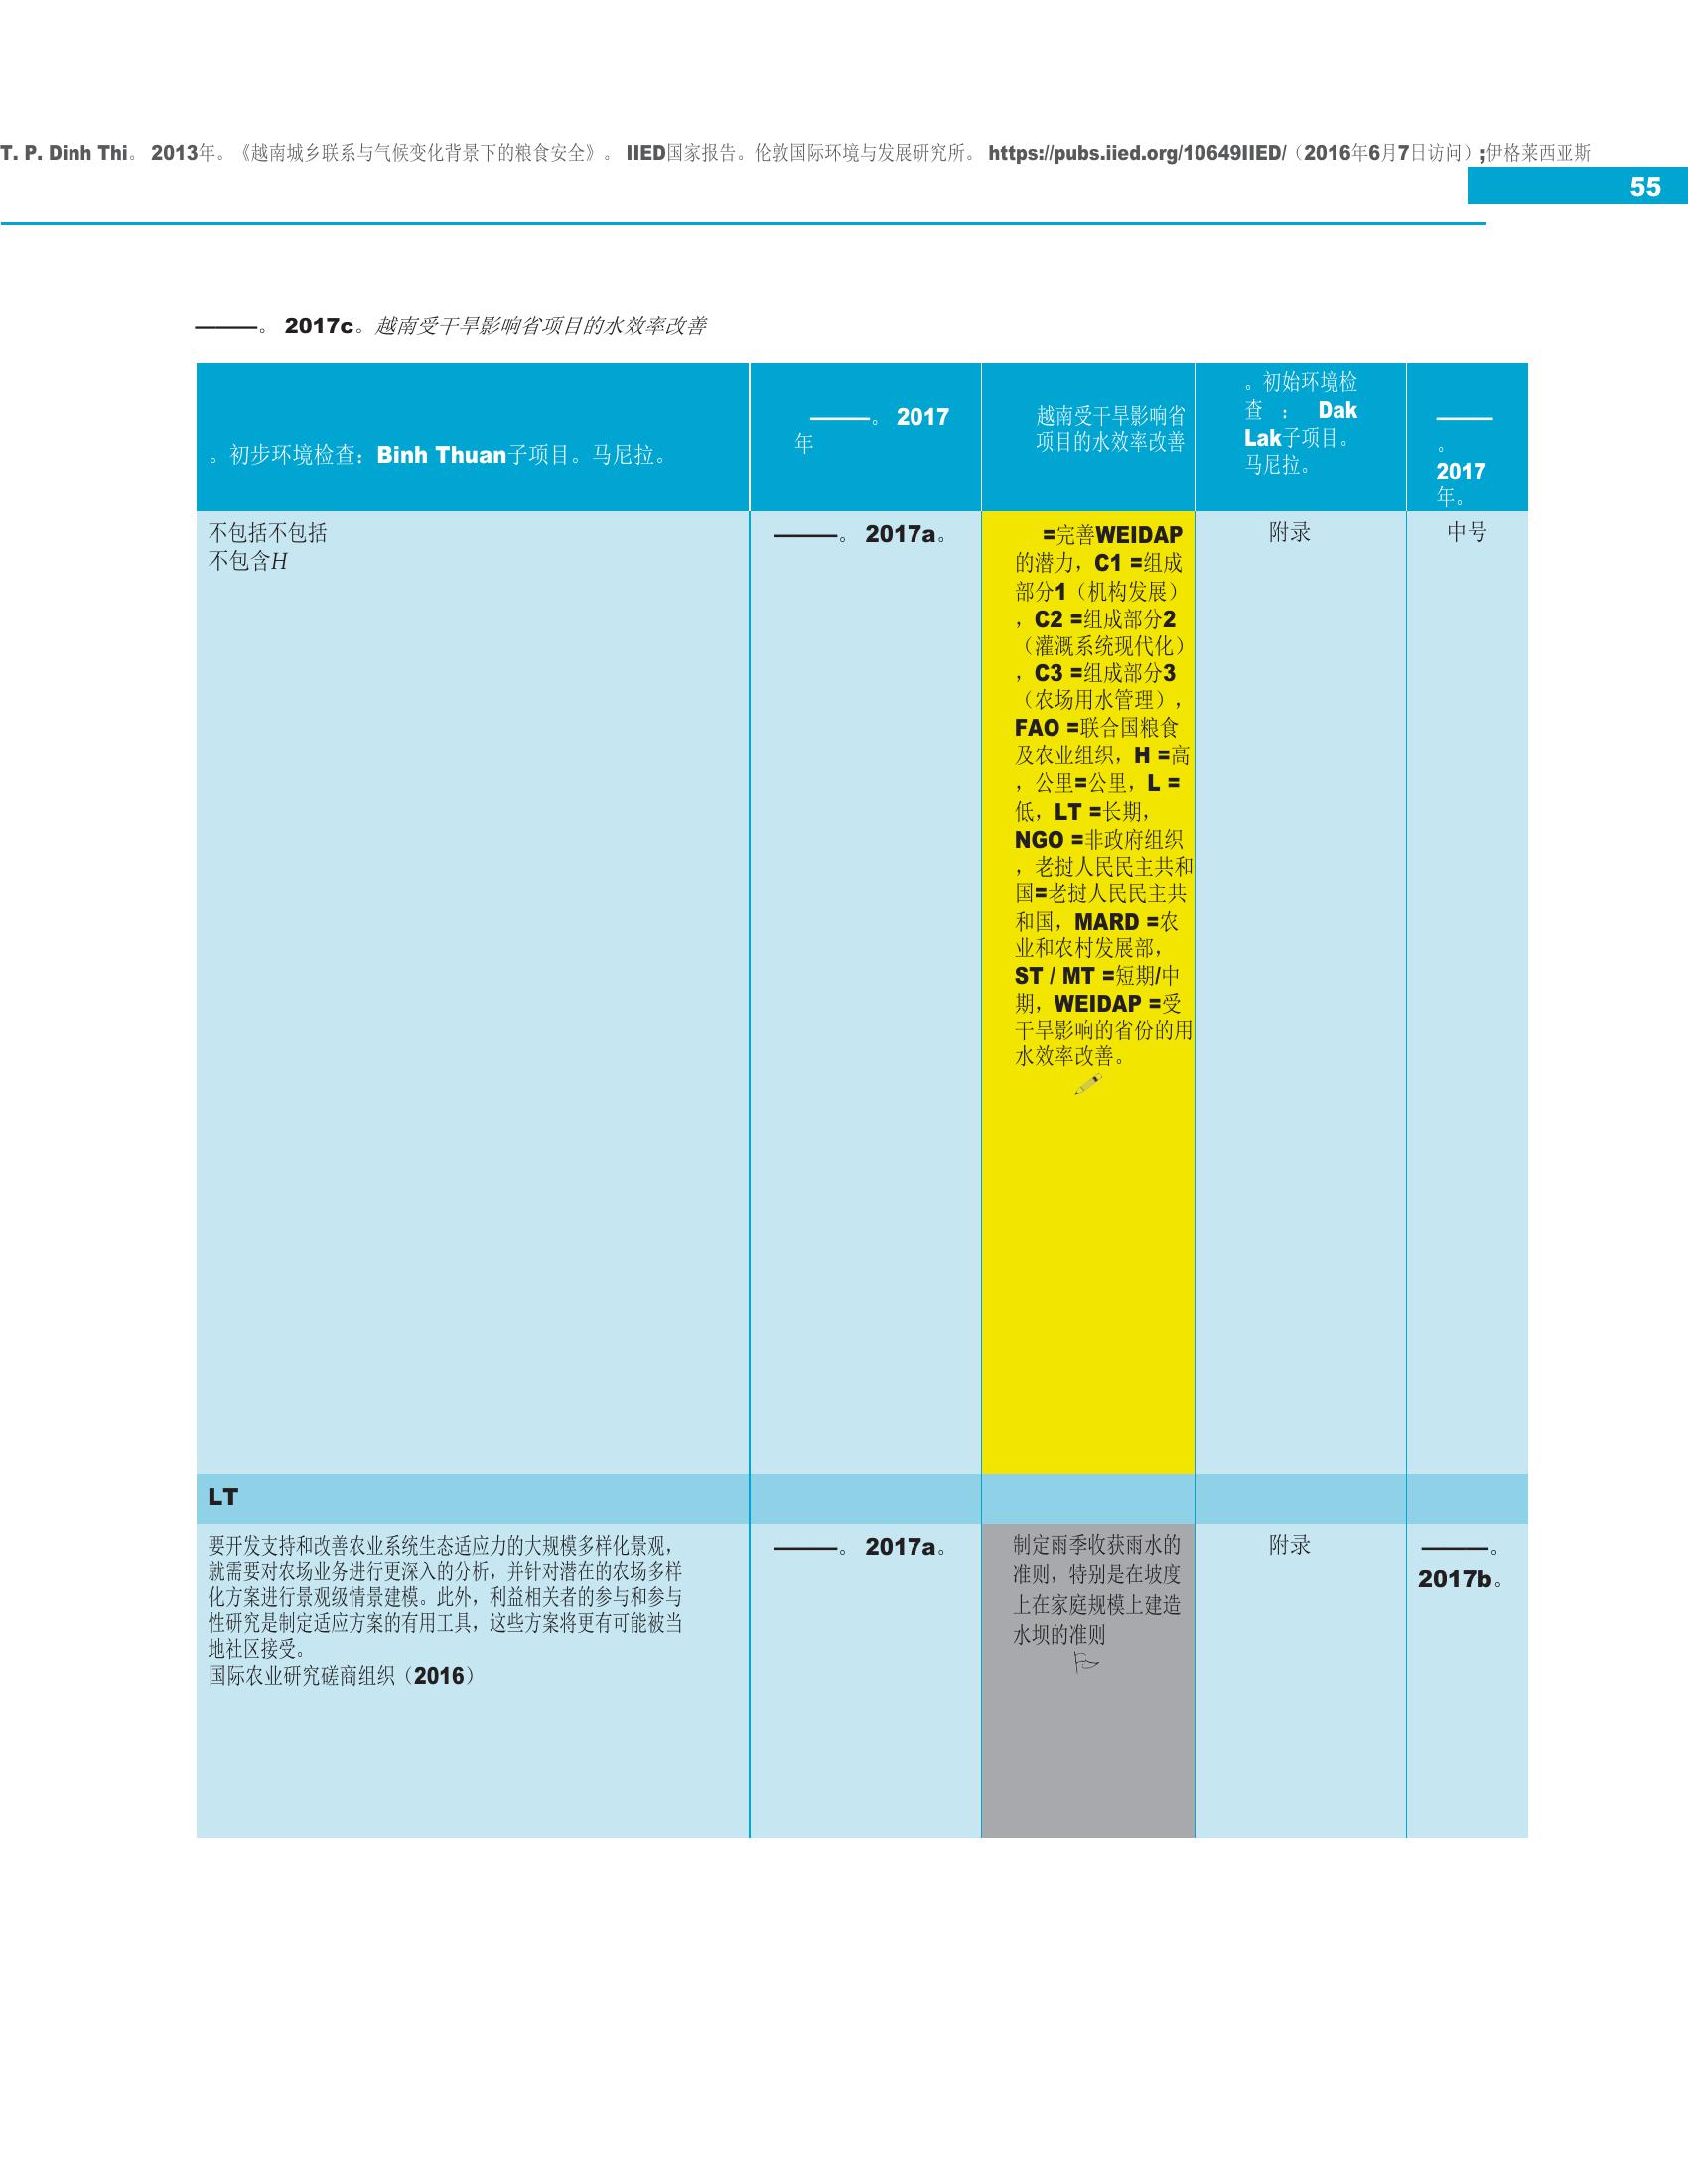 T. P. Dinh Thi。 2013年。《越南城乡联系与气候变化背景下的粮食安全》。 IIED国家报告。伦敦国际环境与发展研究所。 https://pubs.iied.org/10649IIED/（2016年6月7日访问）;伊格莱西亚斯
55
———。 2017c。越南受干旱影响省项目的水效率改善
。初步环境检查：Binh Thuan子项目。马尼拉。
———。 2017
年
越南受干旱影响省
项目的水效率改善
。初始环境检
查 ： Dak
Lak子项目。
马尼拉。
———
。
2017
年。
不包括不包括
不包含H
———。 2017a。
=完善WEIDAP
的潜力，C1 =组成
部分1（机构发展）
，C2 =组成部分2
（灌溉系统现代化）
，C3 =组成部分3
（农场用水管理），
FAO =联合国粮食
及农业组织，H =高
，公里=公里，L =
低，LT =长期，
NGO =非政府组织
，老挝人民民主共和
国=老挝人民民主共
和国，MARD =农
业和农村发展部，
ST / MT =短期/中
期，WEIDAP =受
干旱影响的省份的用
水效率改善。
附录
中号
LT
要开发支持和改善农业系统生态适应力的大规模多样化景观，
就需要对农场业务进行更深入的分析，并针对潜在的农场多样
化方案进行景观级情景建模。此外，利益相关者的参与和参与
性研究是制定适应方案的有用工具，这些方案将更有可能被当
地社区接受。
国际农业研究磋商组织（2016）
———。 2017a。
制定雨季收获雨水的
准则，特别是在坡度
上在家庭规模上建造
水坝的准则
附录
———。
2017b。